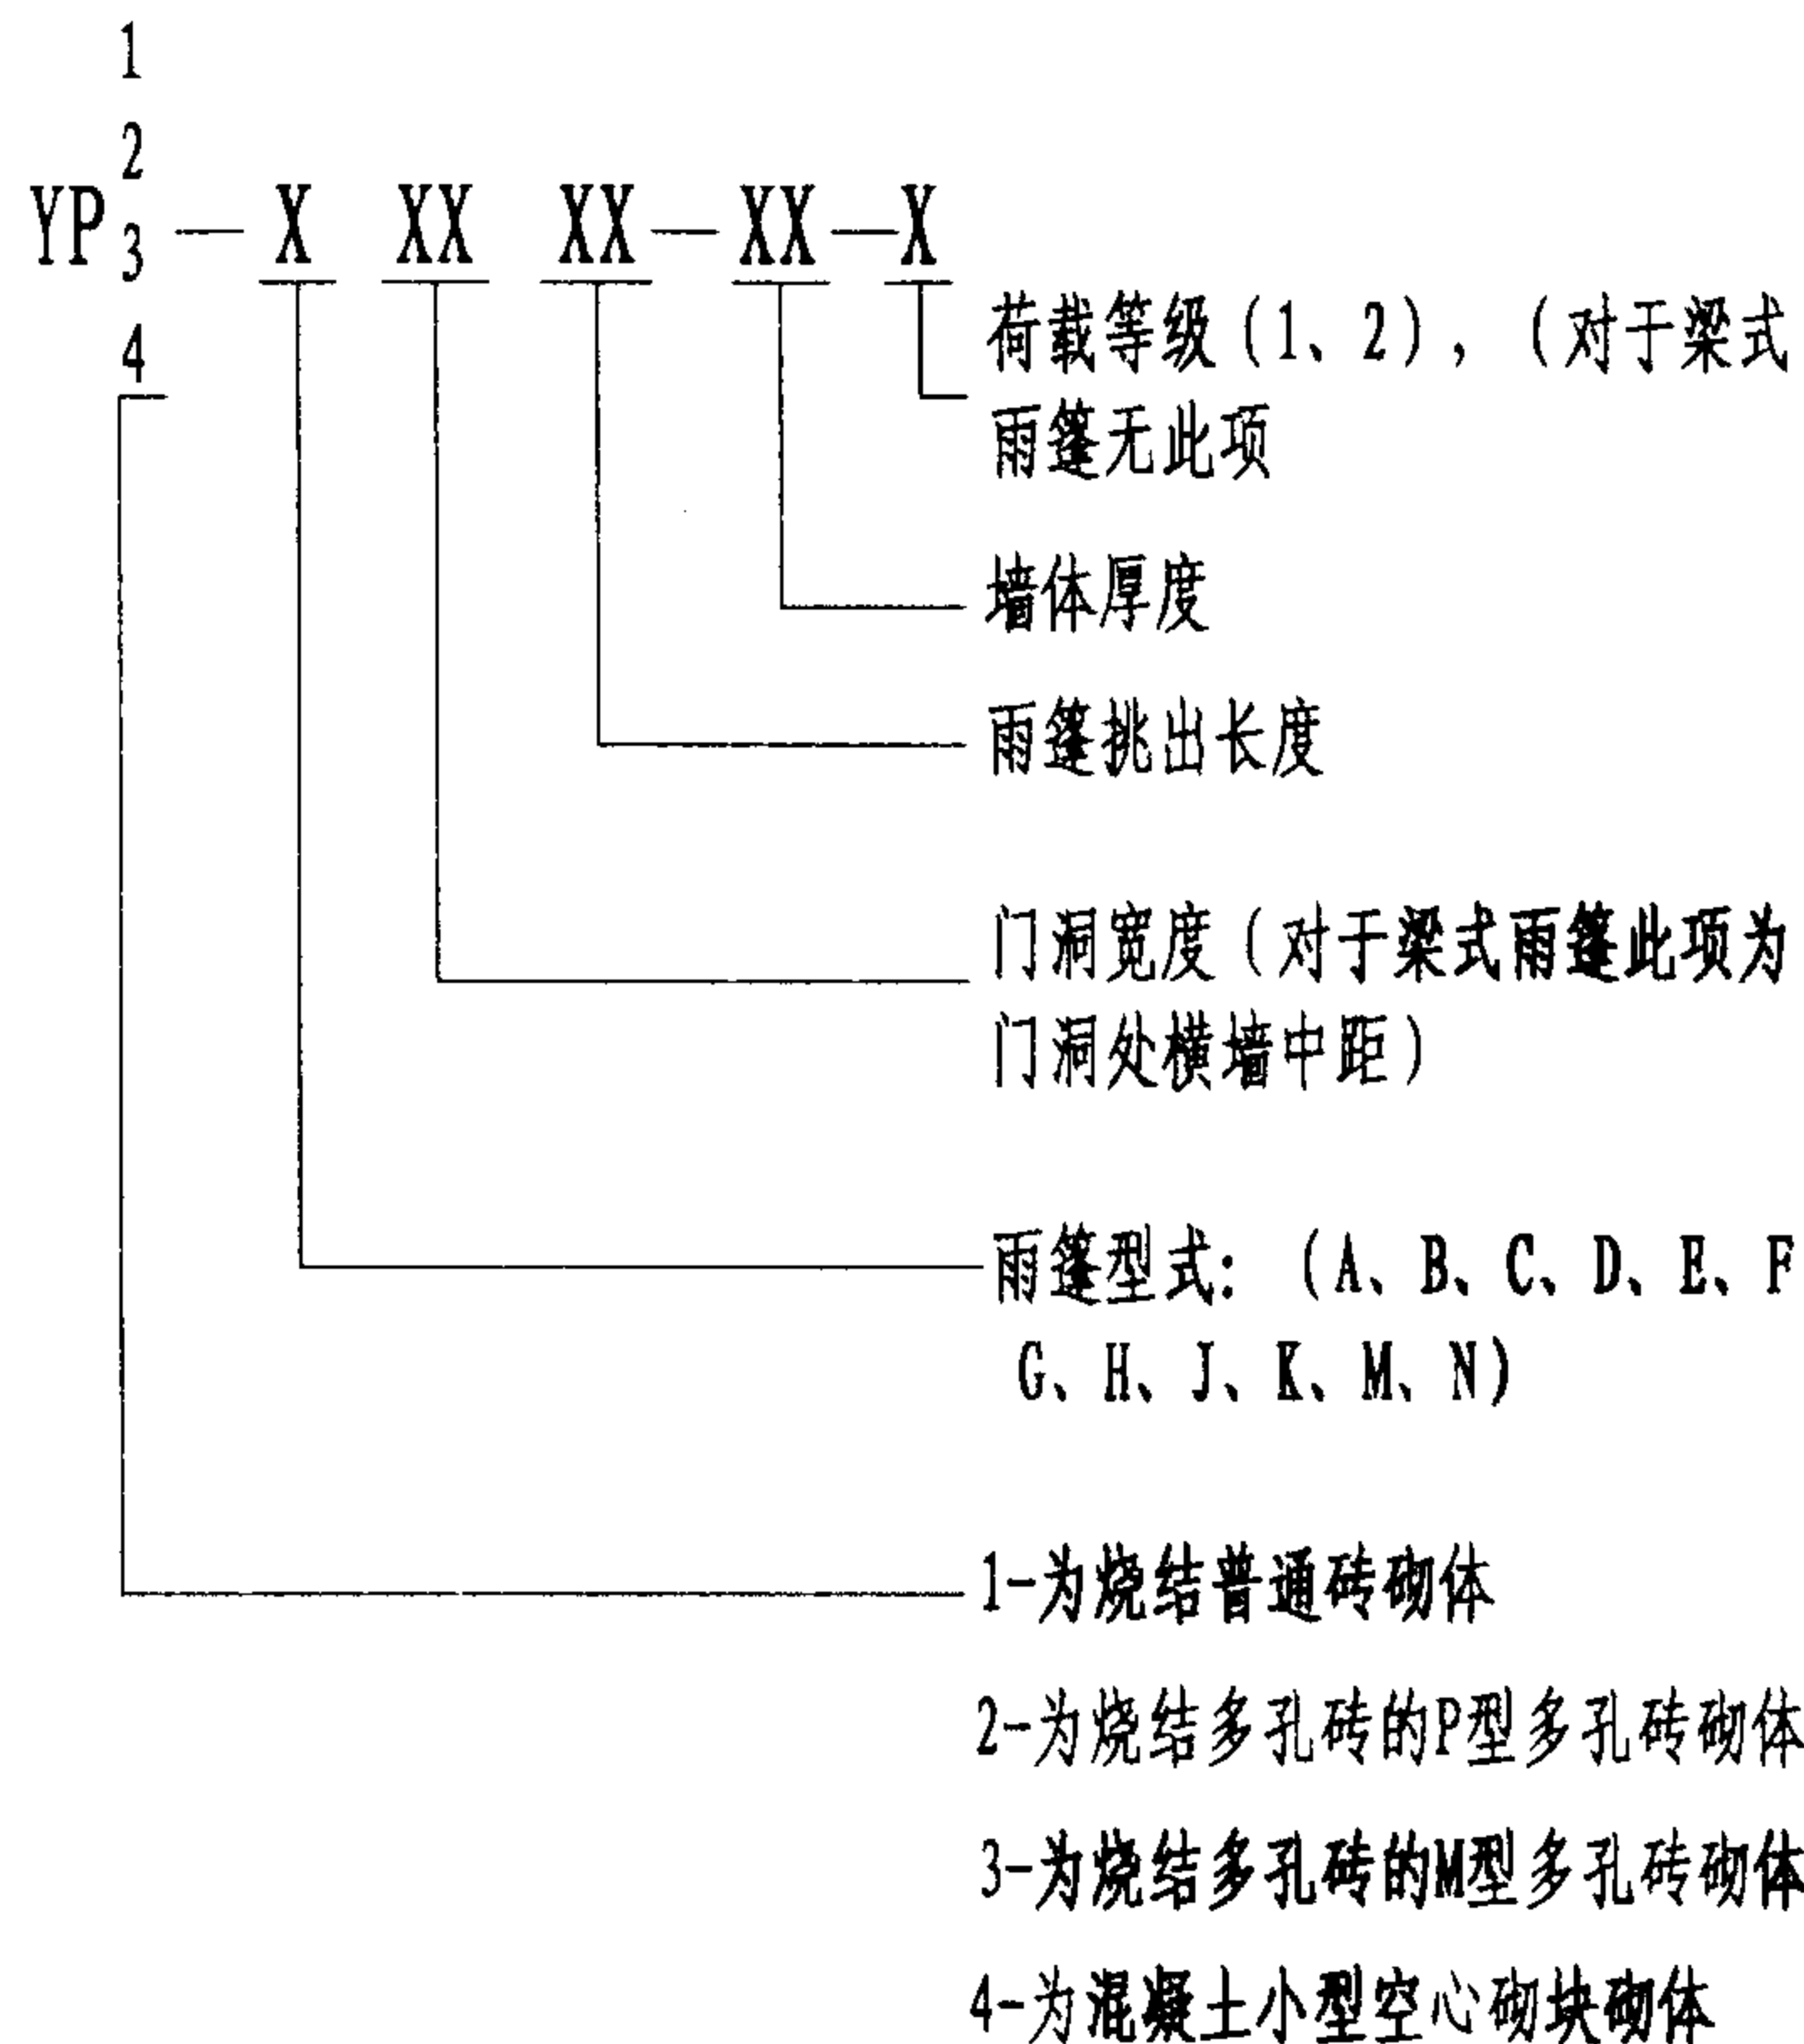 1
2
YP 3 — X XX XX — XX — X
4
荷载等级(1、2),(对于梁式
雨篷无此项
墙体厚度
雨篷挑出长度
门洞宽度(对于梁式雨篷此项为
门洞处横墙中距)
雨篷型式:(A、B、C、D、E、F
G、H、J、K、M、N)
1-为烧结普通砖砌体
2-为烧结多孔砖的P型多孔砖砌体
3-为烧结多孔砖的M型多孔砖砌体
4-为混凝土小型空心砌块砌体